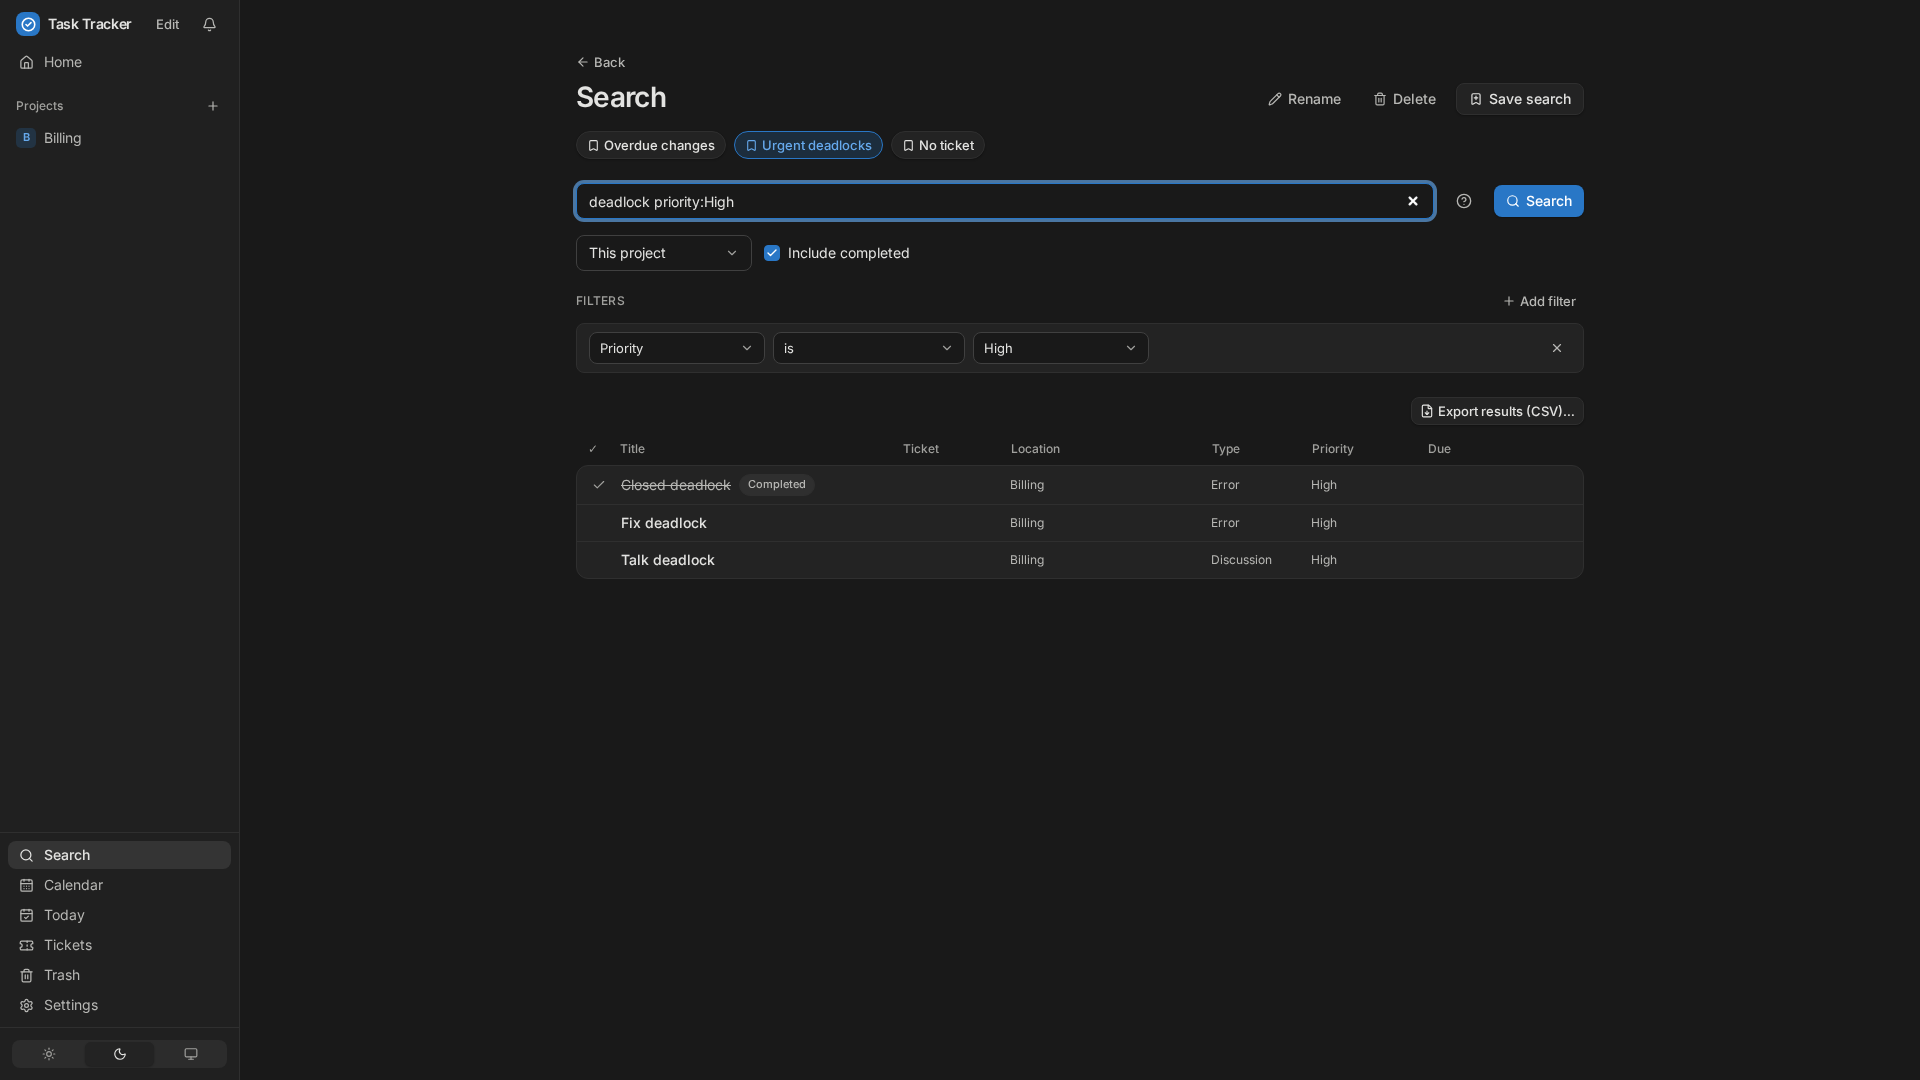 Task Tracker Edit
Home
Projects
B Billing
Search
Calendar
Today
Tickets
Trash
Settings
Back
Search
Rename Delete Save search
Overdue changes Urgent deadlocks No ticket
deadlock priority:High
Search
This project Include completed
FILTERS Add filter
Priority is High
Export results (CSV)...
✓ Title Ticket Location Type Priority Due
Closed deadlock Completed Billing Error High
Fix deadlock Billing Error High
Talk deadlock Billing Discussion High